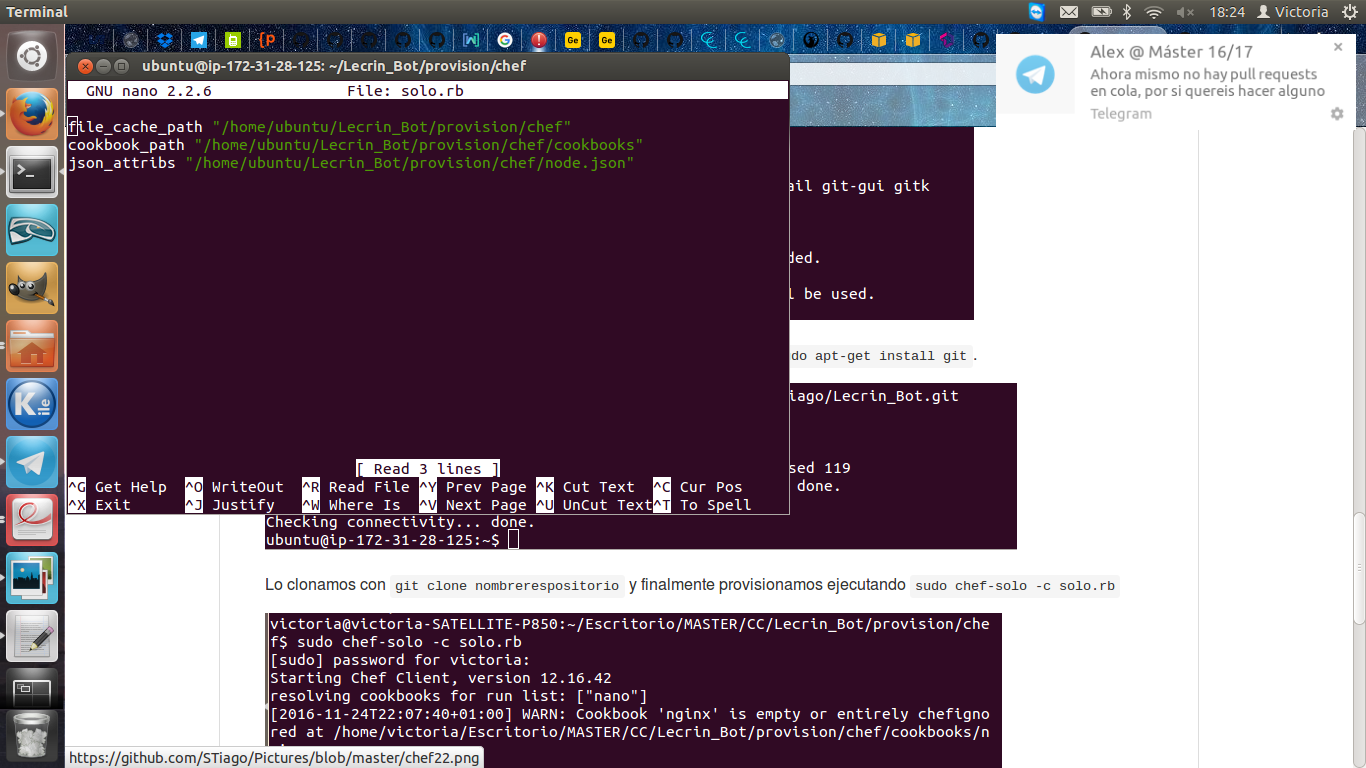 Terminal
18:24
Victoria
ubuntu@ip-172-31-28-125: ~/Lecrin_Bot/provision/chef
GNU nano 2.2.6 File: solo.rb
file_cache_path "/home/ubuntu/Lecrin_Bot/provision/chef"
cookbook_path "/home/ubuntu/Lecrin_Bot/provision/chef/cookbooks"
json_attribs "/home/ubuntu/Lecrin_Bot/provision/chef/node.json"
[ Read 3 lines ]
^G Get Help ^O WriteOut ^R Read File ^Y Prev Page ^K Cut Text ^C Cur Pos
^X Exit ^J Justify ^W Where Is ^V Next Page ^U UnCut Text^T To Spell
Alex @ Máster 16/17
Ahora mismo no hay pull requests
en cola, por si quereis hacer alguno
Telegram
ail git-gui gitk
ded.
l be used.
do apt-get install git.
iago/Lecrin_Bot.git
sed 119
done.
Checking connectivity... done.
ubuntu@ip-172-31-28-125:~$
Lo clonamos con git clone nombrerespositorio y finalmente provisionamos ejecutando sudo chef-solo -c solo.rb
victoria@victoria-SATELLITE-P850:~/Escritorio/MASTER/CC/Lecrin_Bot/provision/che
f$ sudo chef-solo -c solo.rb
[sudo] password for victoria:
Starting Chef Client, version 12.16.42
resolving cookbooks for run list: ["nano"]
[2016-11-24T22:07:40+01:00] WARN: Cookbook 'nginx' is empty or entirely chefigno
red at /home/victoria/Escritorio/MASTER/CC/Lecrin_Bot/provision/chef/cookbooks/n
https://github.com/STiago/Pictures/blob/master/chef22.png